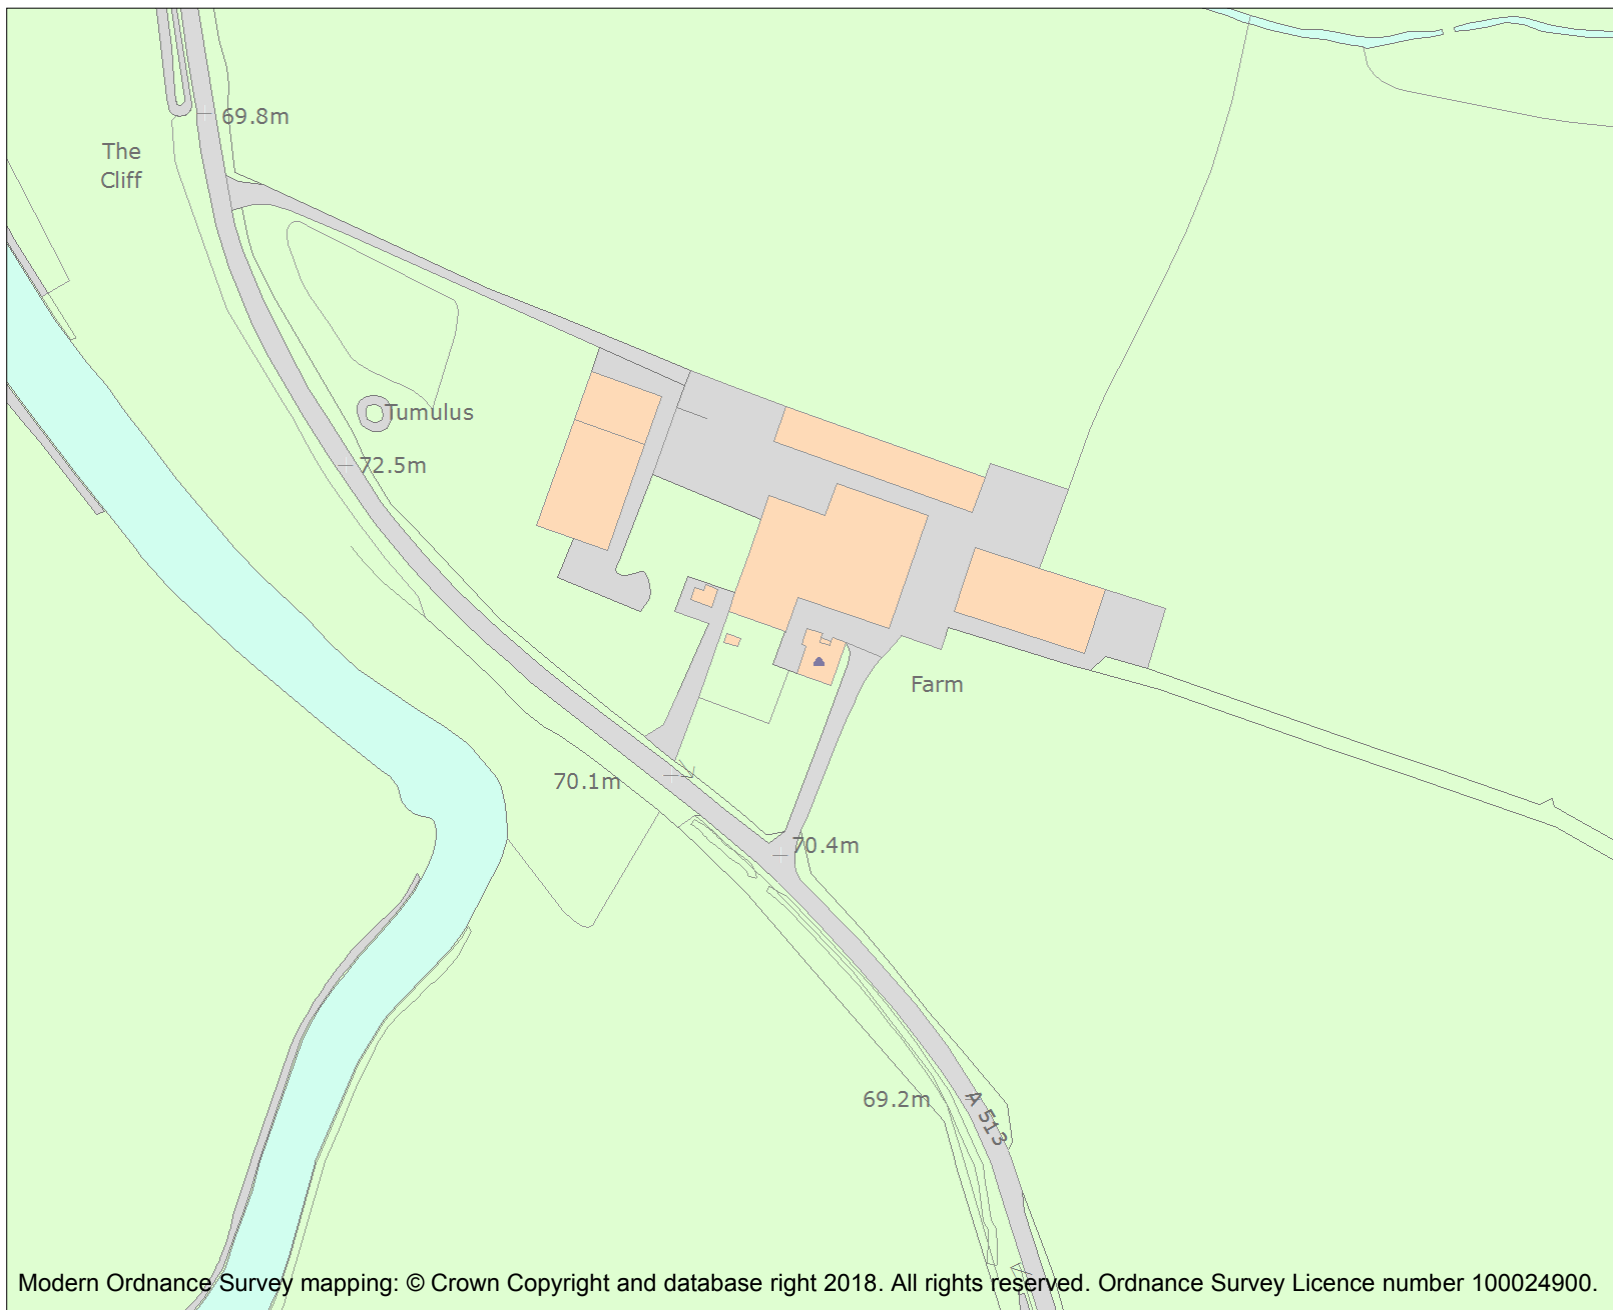 69.8m
The
Cliff
Tumulus
72.5m
Farm
70.1m
70.4m
69.2m
A 513
Modern Ordnance Survey mapping: © Crown Copyright and database right 2018. All rights reserved. Ordnance Survey Licence number 100024900.